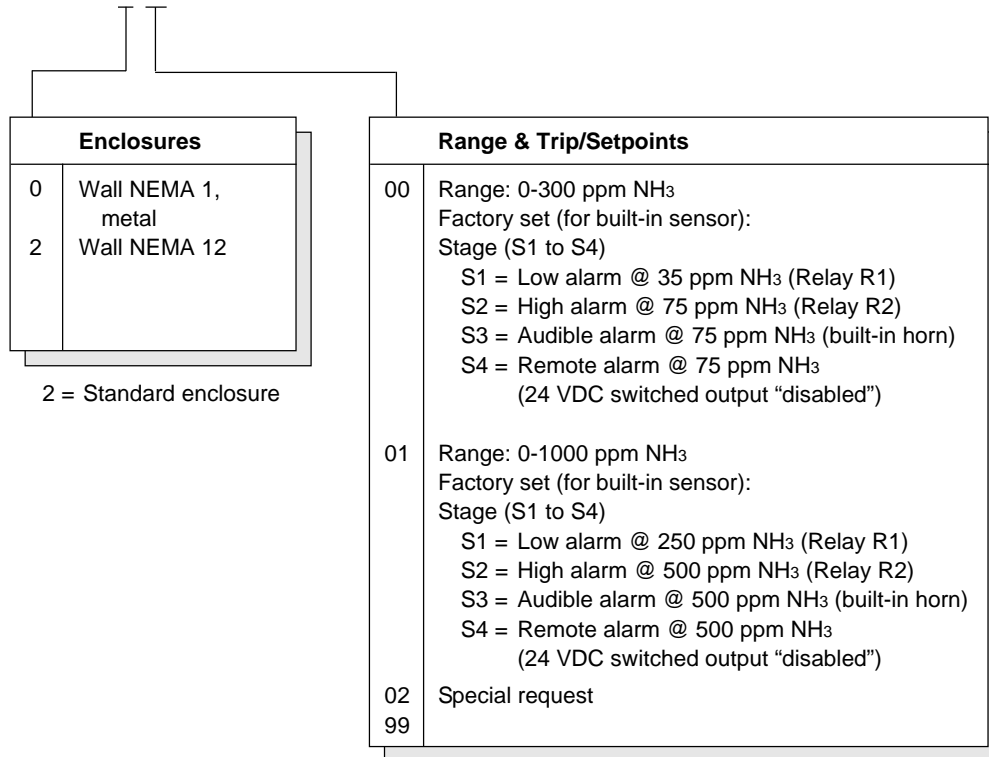 Enclosures
0 Wall NEMA 1,
metal
2 Wall NEMA 12
2 = Standard enclosure
Range & Trip/Setpoints
00 Range: 0-300 ppm NH₃
Factory set (for built-in sensor):
Stage (S1 to S4)
S1 = Low alarm @ 35 ppm NH₃ (Relay R1)
S2 = High alarm @ 75 ppm NH₃ (Relay R2)
S3 = Audible alarm @ 75 ppm NH₃ (built-in horn)
S4 = Remote alarm @ 75 ppm NH₃
(24 VDC switched output “disabled”)
01 Range: 0-1000 ppm NH₃
Factory set (for built-in sensor):
Stage (S1 to S4)
S1 = Low alarm @ 250 ppm NH₃ (Relay R1)
S2 = High alarm @ 500 ppm NH₃ (Relay R2)
S3 = Audible alarm @ 500 ppm NH₃ (built-in horn)
S4 = Remote alarm @ 500 ppm NH₃
(24 VDC switched output “disabled”)
02 Special request
99